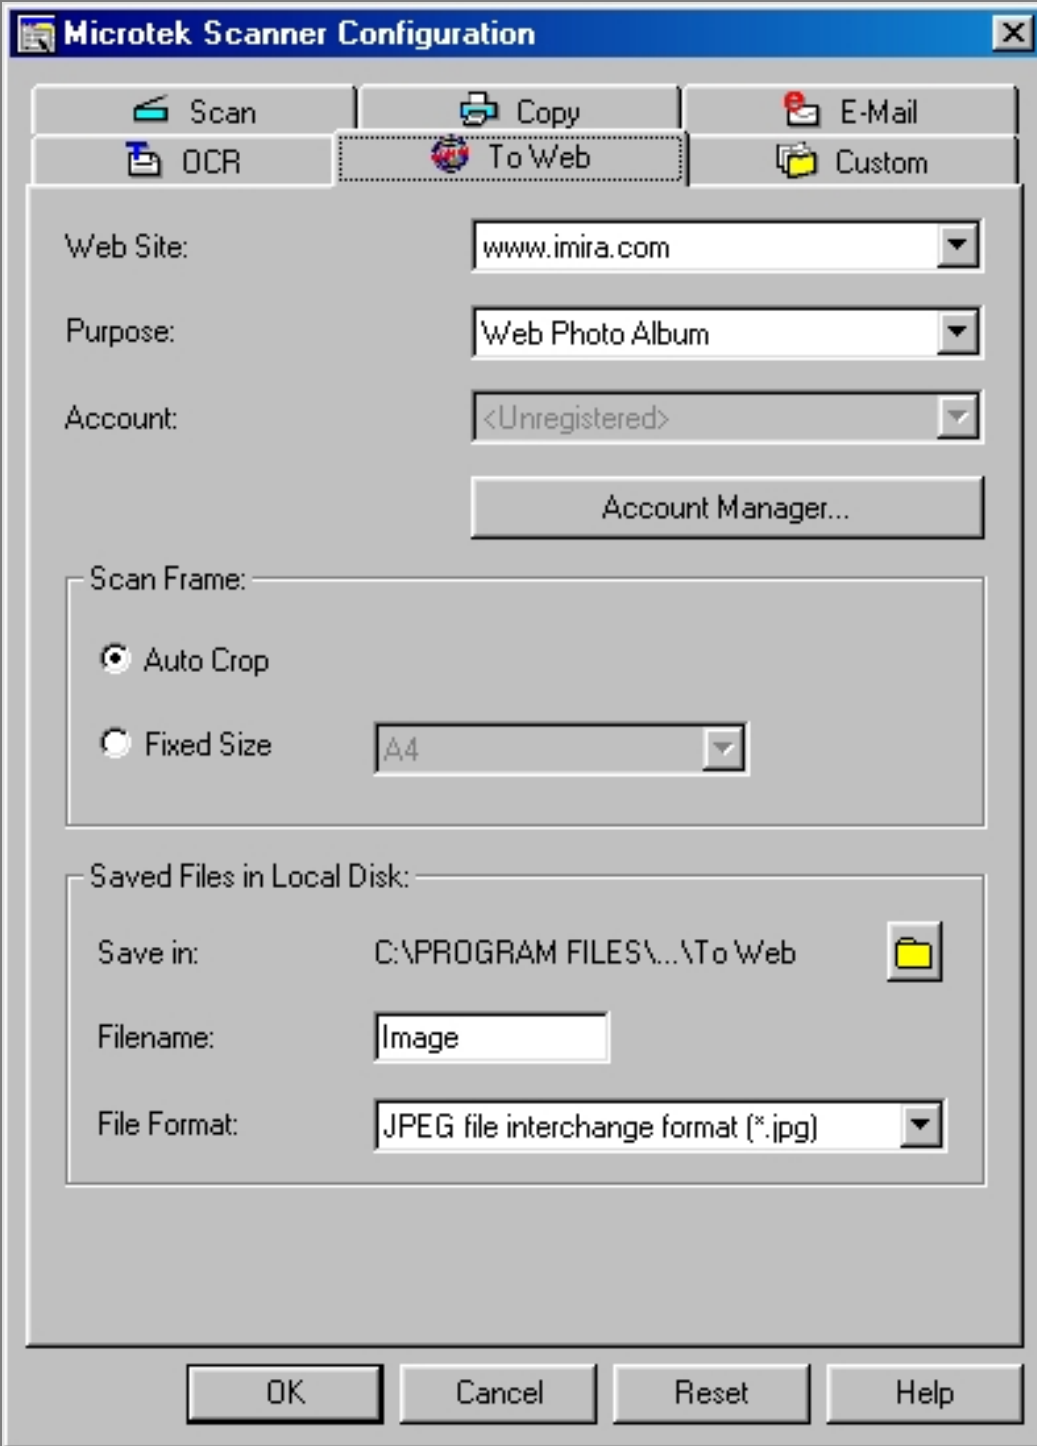 Microtek Scanner Configuration
Scan Copy E-Mail
OCR To Web Custom
Web Site: www.imira.com
Purpose: Web Photo Album
Account: <Unregistered>
Account Manager...
Scan Frame:
Auto Crop
Fixed Size A4
Saved Files in Local Disk:
Save in: C:\PROGRAM FILES\...\To Web
Filename: Image
File Format: JPEG file interchange format (*.jpg)
OK Cancel Reset Help